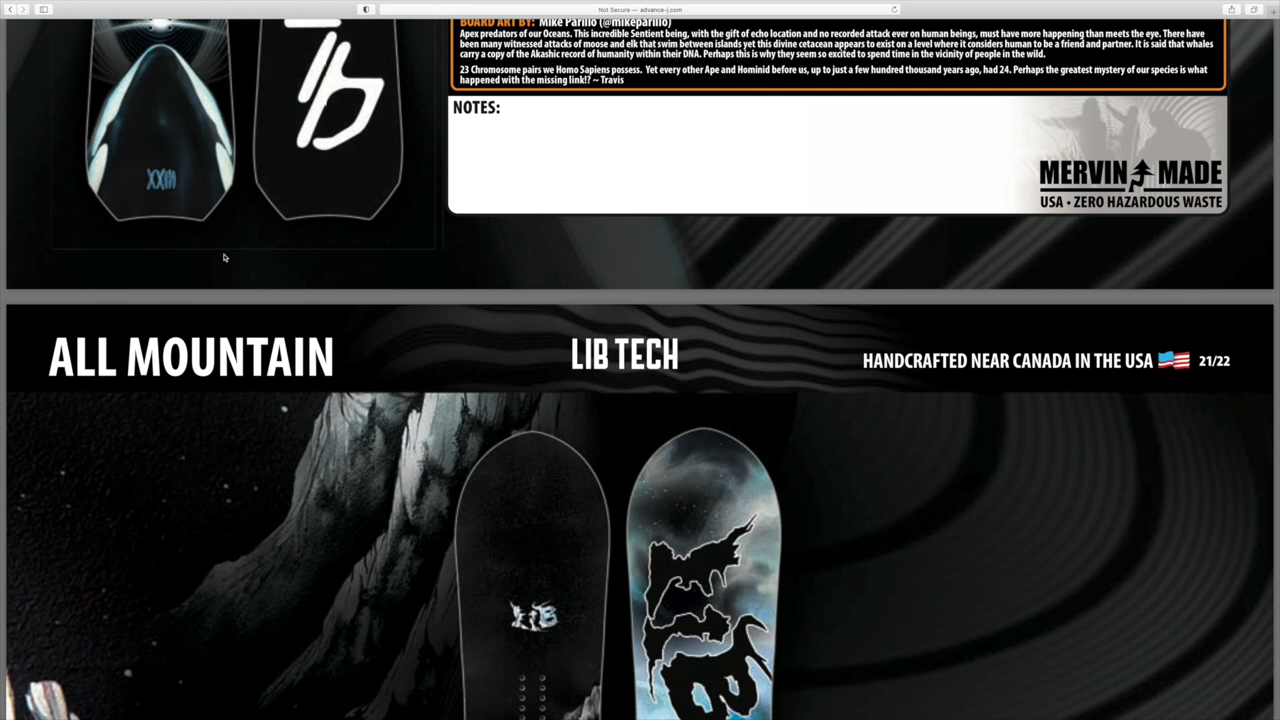 Not Secure — advance-j.com
BOARD ART BY: Mike Parillo (@mikeparillo)
Apex predators of our Oceans. This incredible Sentient being, with the gift of echo location and no recorded attack ever on human beings, must have more happening than meets the eye. There have
been many witnessed attacks of moose and elk that swim between islands yet this divine cetacean appears to exist on a level where it considers human to be a friend and partner. It is said that whales
carry a copy of the Akashic record of humanity within their DNA. Perhaps this is why they seem so excited to spend time in the vicinity of people in the wild.
23 Chromosome pairs we Homo Sapiens possess. Yet every other Ape and Hominid before us, up to just a few hundred thousand years ago, had 24. Perhaps the greatest mystery of our species is what
happened with the missing link!? ~ Travis
NOTES:
lib
XXIII
MERVIN MADE
USA • ZERO HAZARDOUS WASTE
ALL MOUNTAIN
LIB TECH
HANDCRAFTED NEAR CANADA IN THE USA 21/22
LIB
LIB